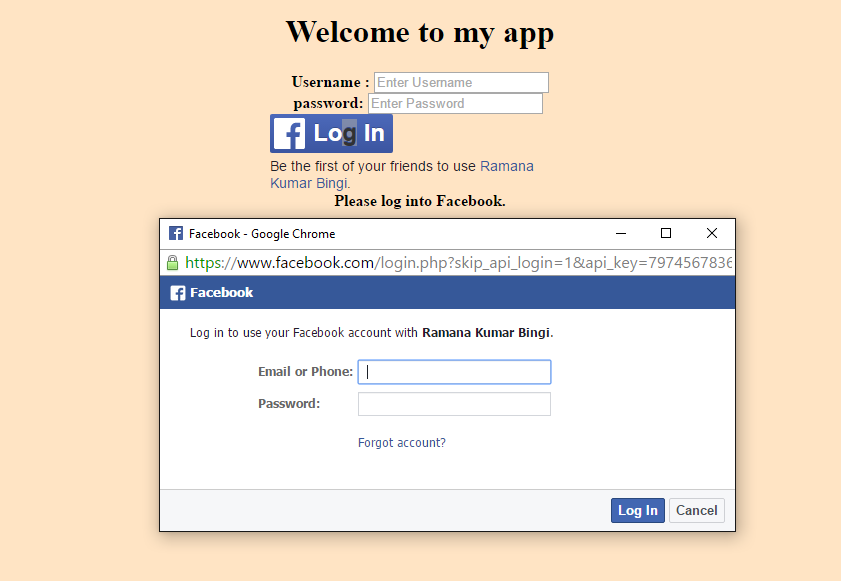 Welcome to my app
Username : Enter Username
password: Enter Password
Log In
Be the first of your friends to use Ramana
Kumar Bingi.
Please log into Facebook.
Facebook - Google Chrome
https://www.facebook.com/login.php?skip_api_login=1&api_key=7974567836
Facebook
Log in to use your Facebook account with Ramana Kumar Bingi.
Email or Phone:
Password:
Forgot account?
Log In Cancel